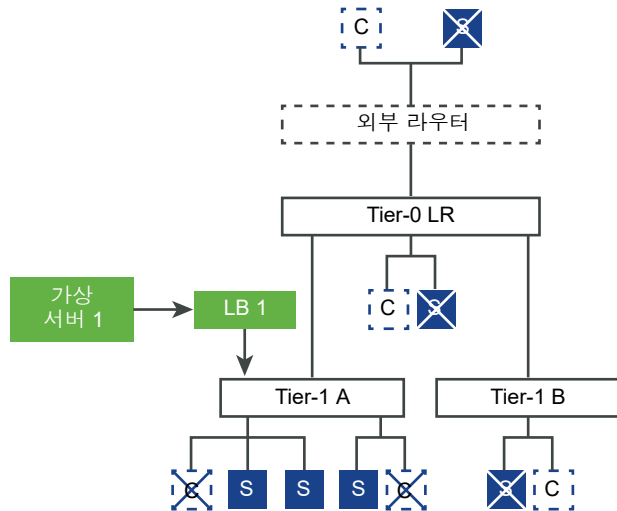 C S
외부 라우터
Tier-0 LR
가상
서버 1
LB 1
C S
Tier-1 A
Tier-1 B
C S S S C
S C